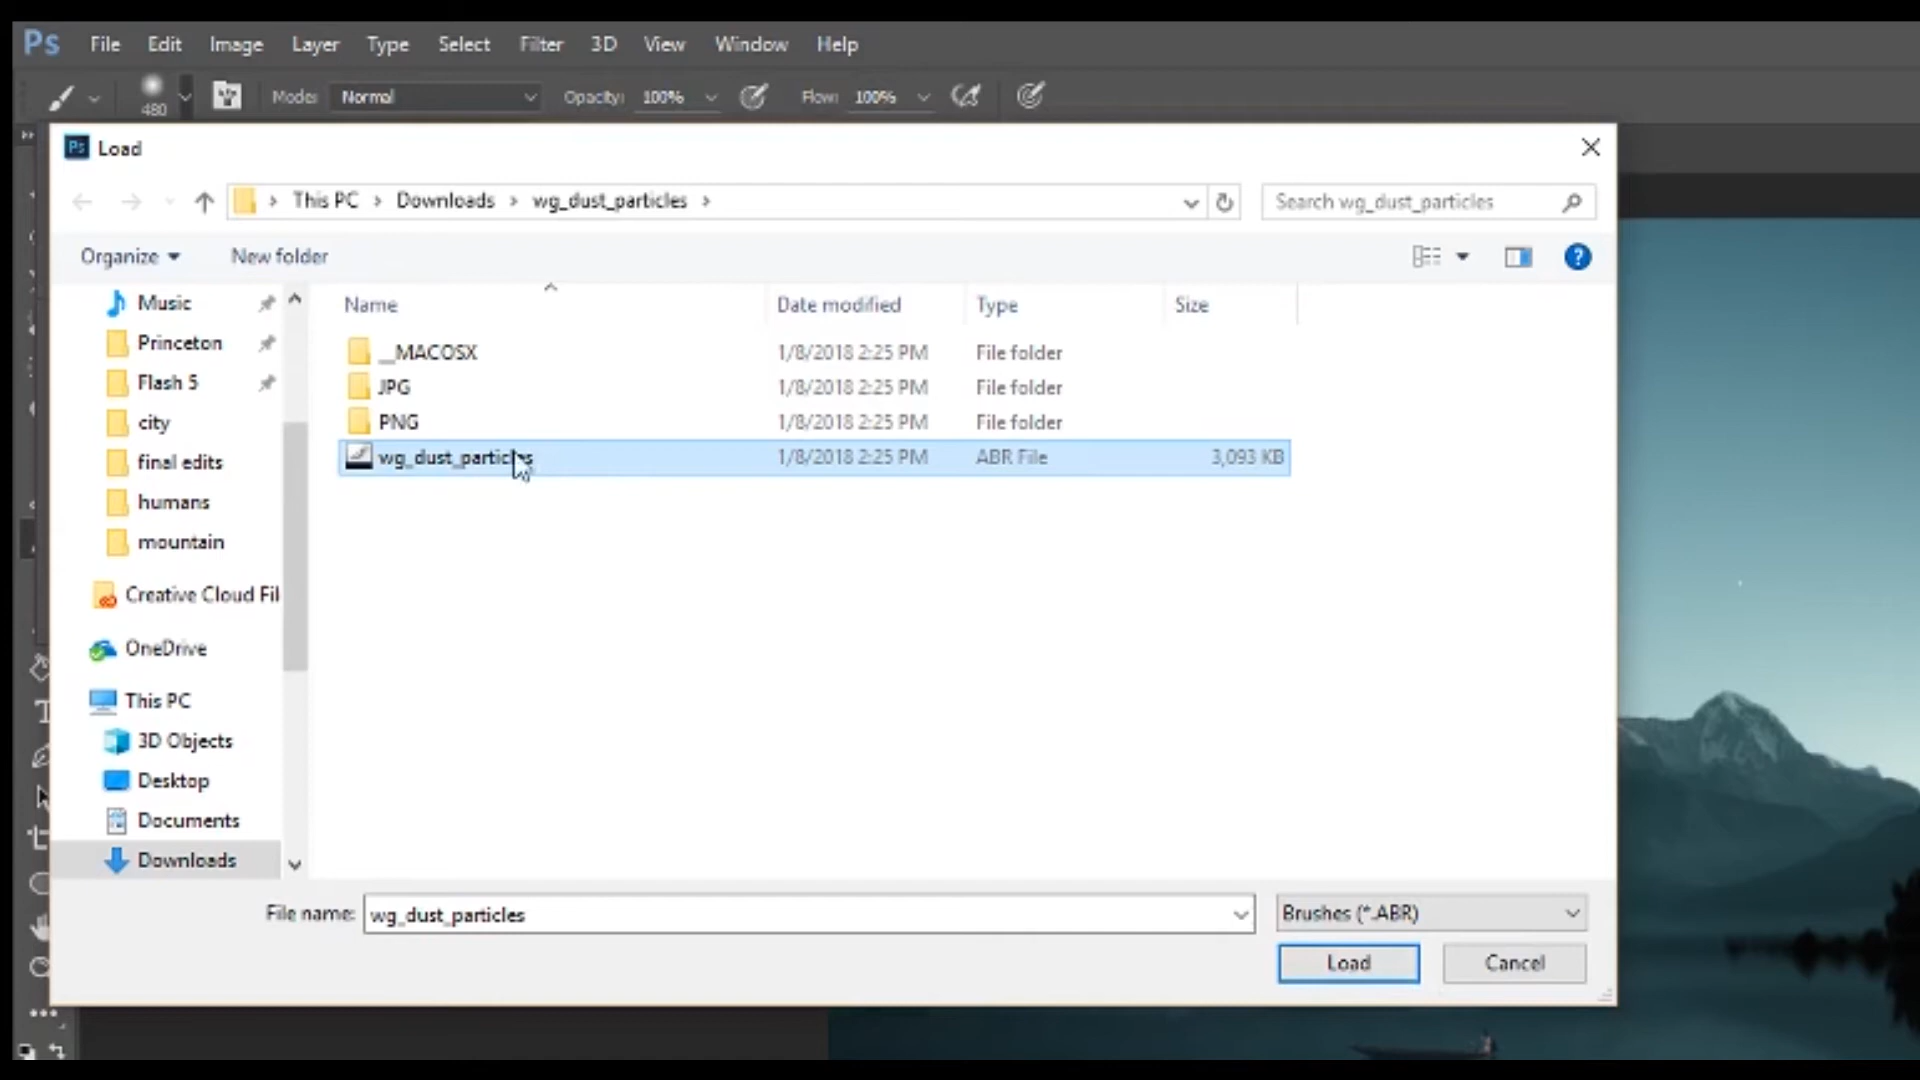 Ps File Edit Image Layer Type Select Filter 3D View Window Help
480 Mode: Normal Opacity: 100% Flow: 100%
Ps Load
This PC > Downloads > wg_dust_particles >
Search wg_dust_particles
Organize New folder
Name Date modified Type Size
Music
Princeton
Flash 5
city
final edits
humans
mountain
Creative Cloud Fil
OneDrive
This PC
3D Objects
Desktop
Documents
Downloads
__MACOSX 1/8/2018 2:25 PM File folder
JPG 1/8/2018 2:25 PM File folder
PNG 1/8/2018 2:25 PM File folder
wg_dust_particles 1/8/2018 2:25 PM ABR File 3,093 KB
File name: wg_dust_particles Brushes (*.ABR)
Load Cancel